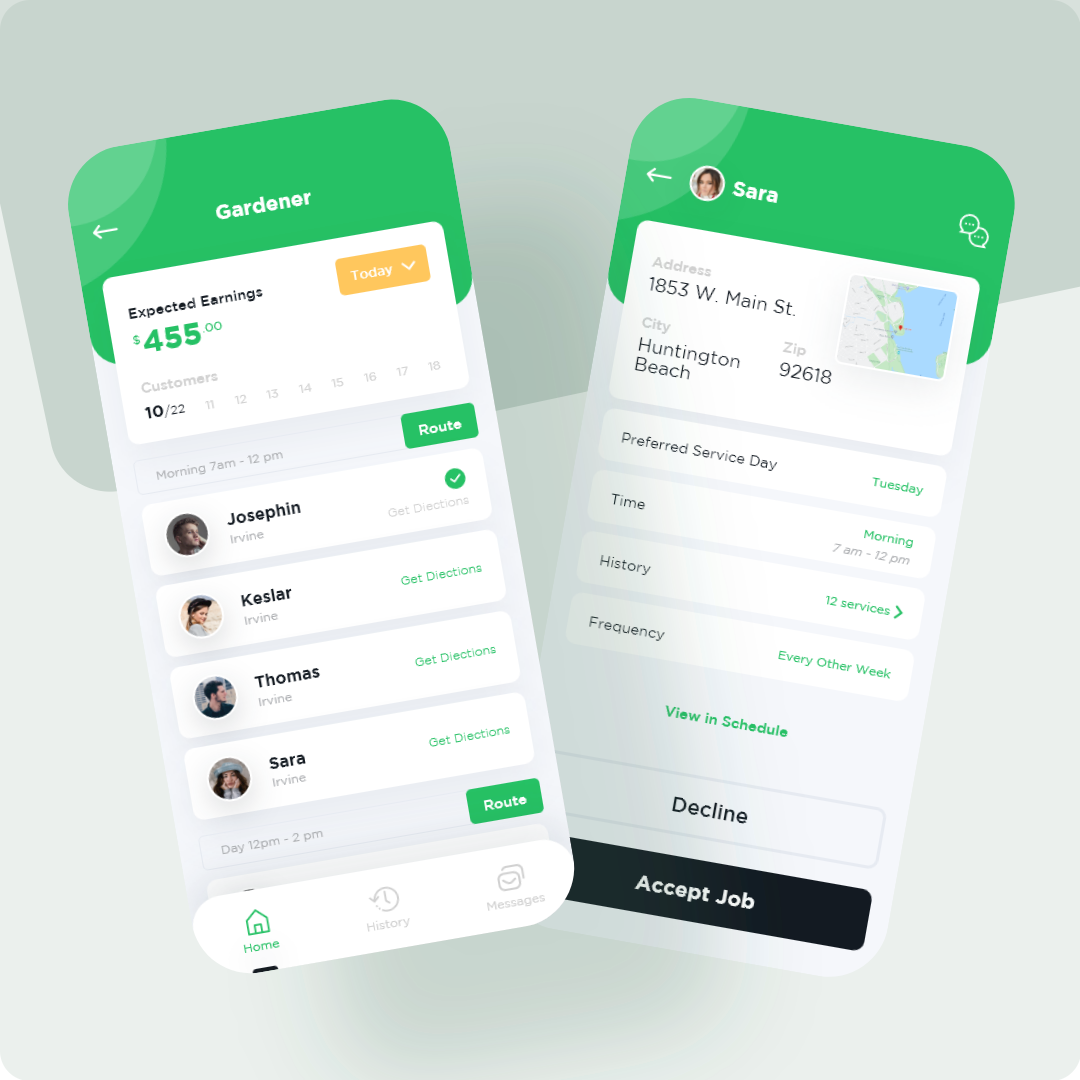 Gardener
Expected Earnings
Today
$455.00
Customers
10/22 11 12 13 14 15 16 17 18
Morning 7am - 12 pm
Route
Josephin
Irvine
Get Diections
Keslar
Irvine
Get Diections
Thomas
Irvine
Get Diections
Sara
Irvine
Get Diections
Day 12pm - 2 pm
Route
Home
History
Messages
Sara
Address
1853 W. Main St.
City
Huntington
Beach
Zip
92618
Preferred Service Day
Tuesday
Time
Morning
7 am - 12 pm
History
12 services
Frequency
Every Other Week
View in Schedule
Decline
Accept Job